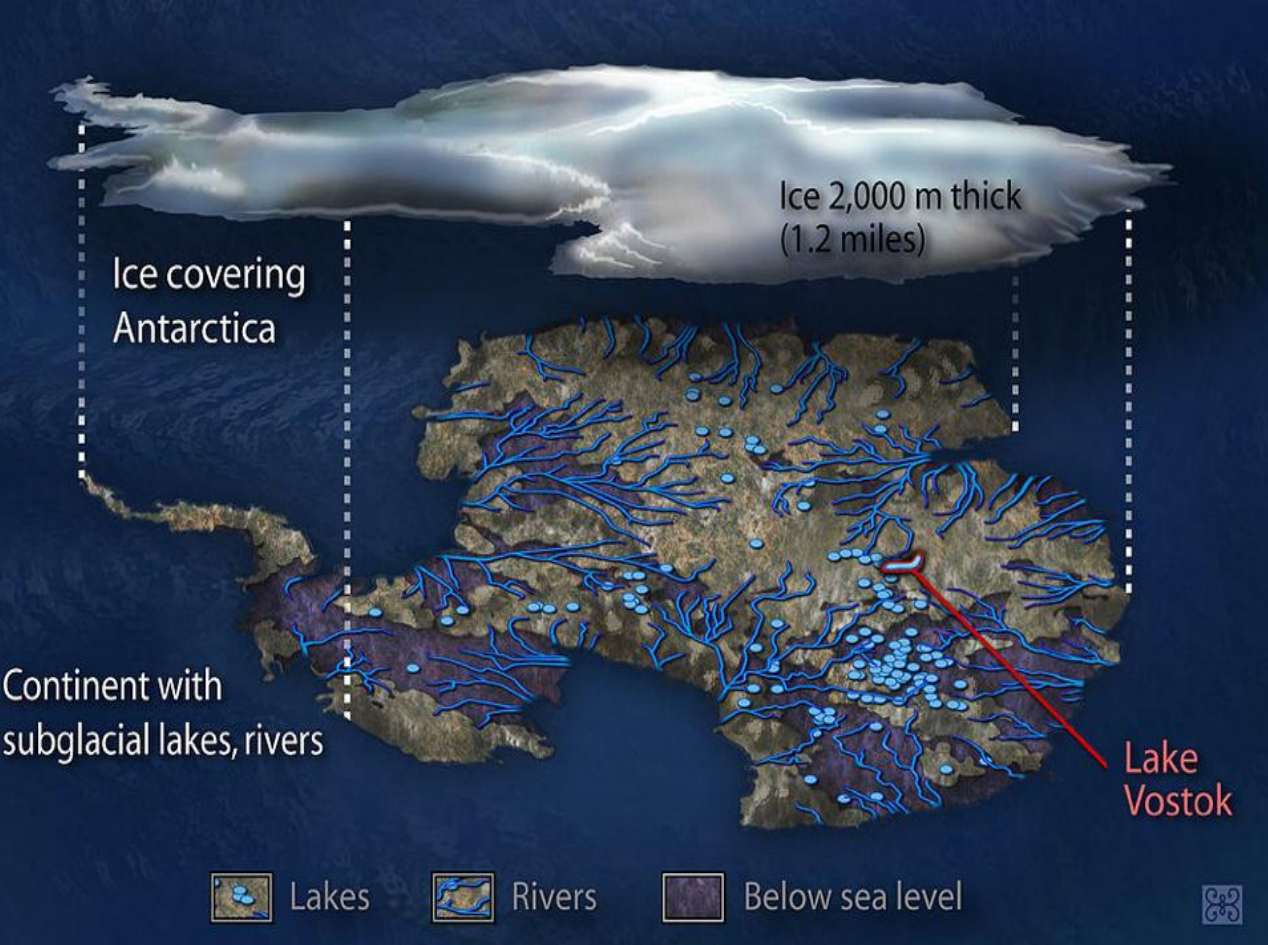 Ice 2,000 m thick
(1.2 miles)
Ice covering
Antarctica
Continent with
subglacial lakes, rivers
Lake
Vostok
Lakes
Rivers
Below sea level